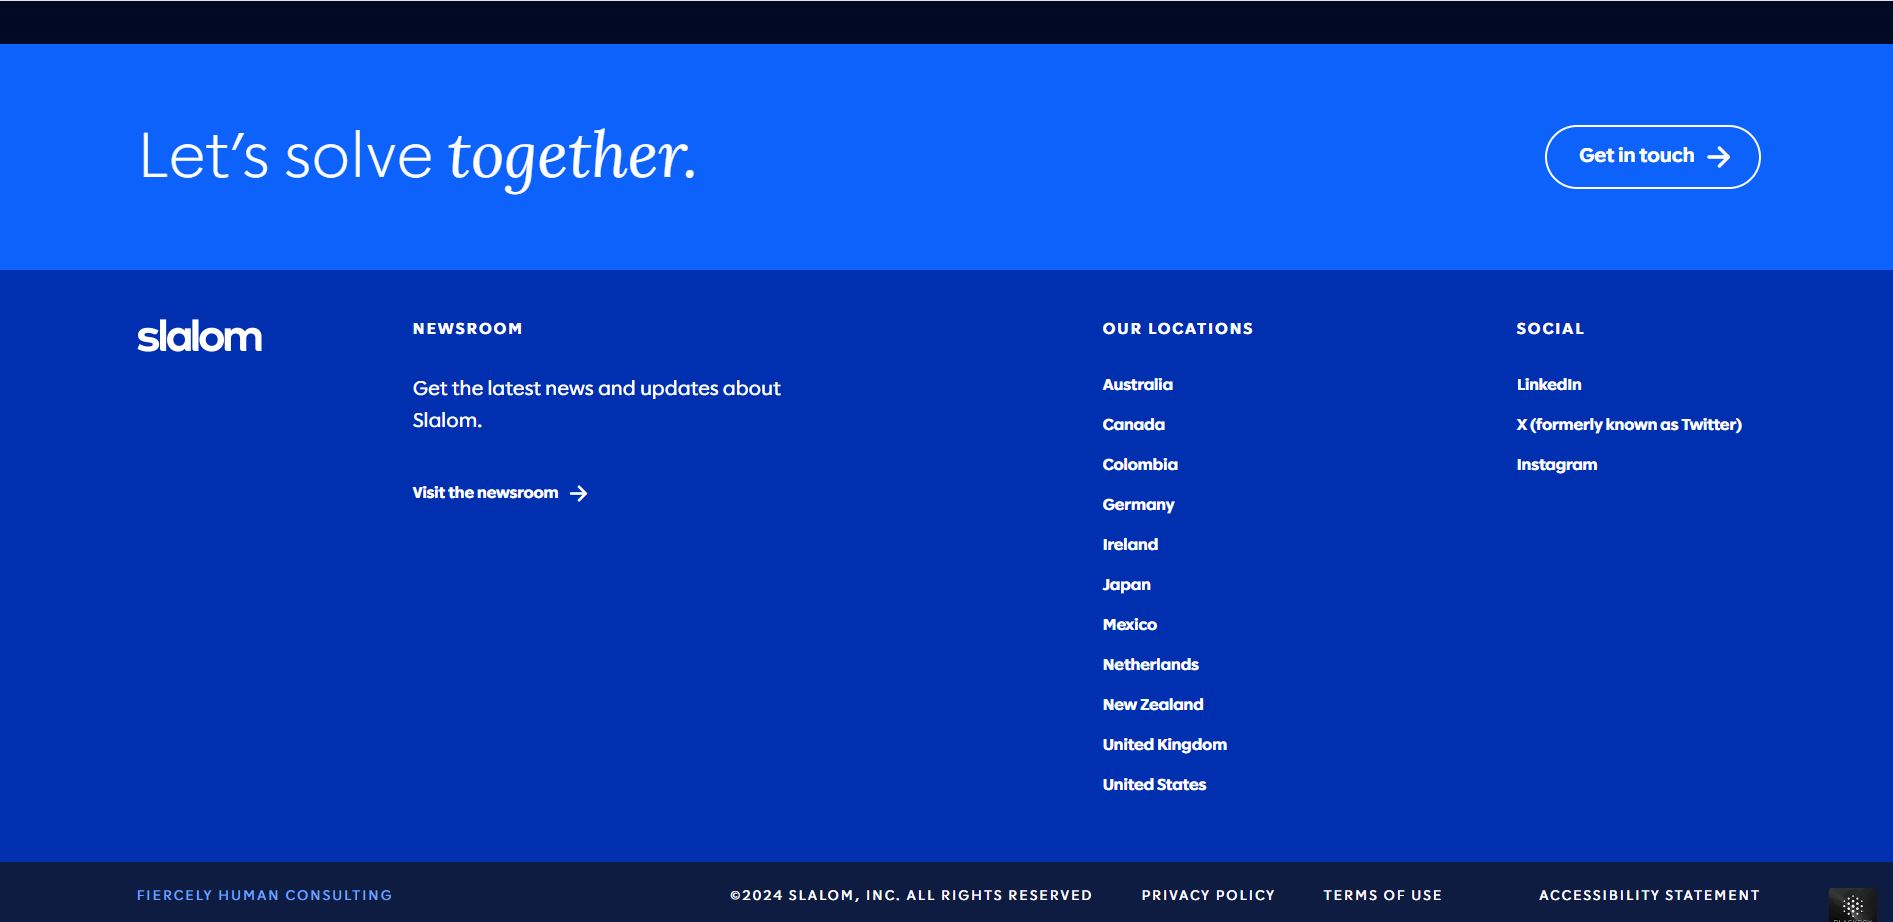 Let's solve together.
Get in touch
slalom
NEWSROOM
Get the latest news and updates about
Slalom.
Visit the newsroom
OUR LOCATIONS
Australia
Canada
Colombia
Germany
Ireland
Japan
Mexico
Netherlands
New Zealand
United Kingdom
United States
SOCIAL
LinkedIn
X (formerly known as Twitter)
Instagram
FIERCELY HUMAN CONSULTING
©2024 SLALOM, INC. ALL RIGHTS RESERVED
PRIVACY POLICY
TERMS OF USE
ACCESSIBILITY STATEMENT